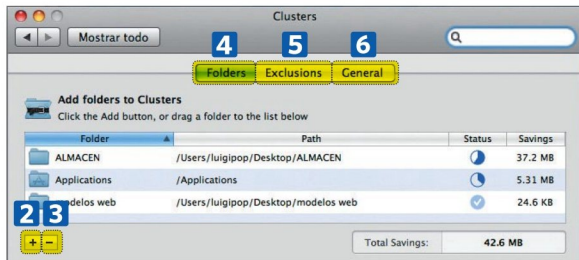 Clusters
Mostrar todo
4 5 6
Folders Exclusions General
Add folders to Clusters
Click the Add button, or drag a folder to the list below
Folder Path Status Savings
ALMACEN /Users/luigipop/Desktop/ALMACEN 37.2 MB
Applications /Applications 5.31 MB
modelos web /Users/luigipop/Desktop/modelos web 24.6 KB
2 3
+ − Total Savings: 42.6 MB